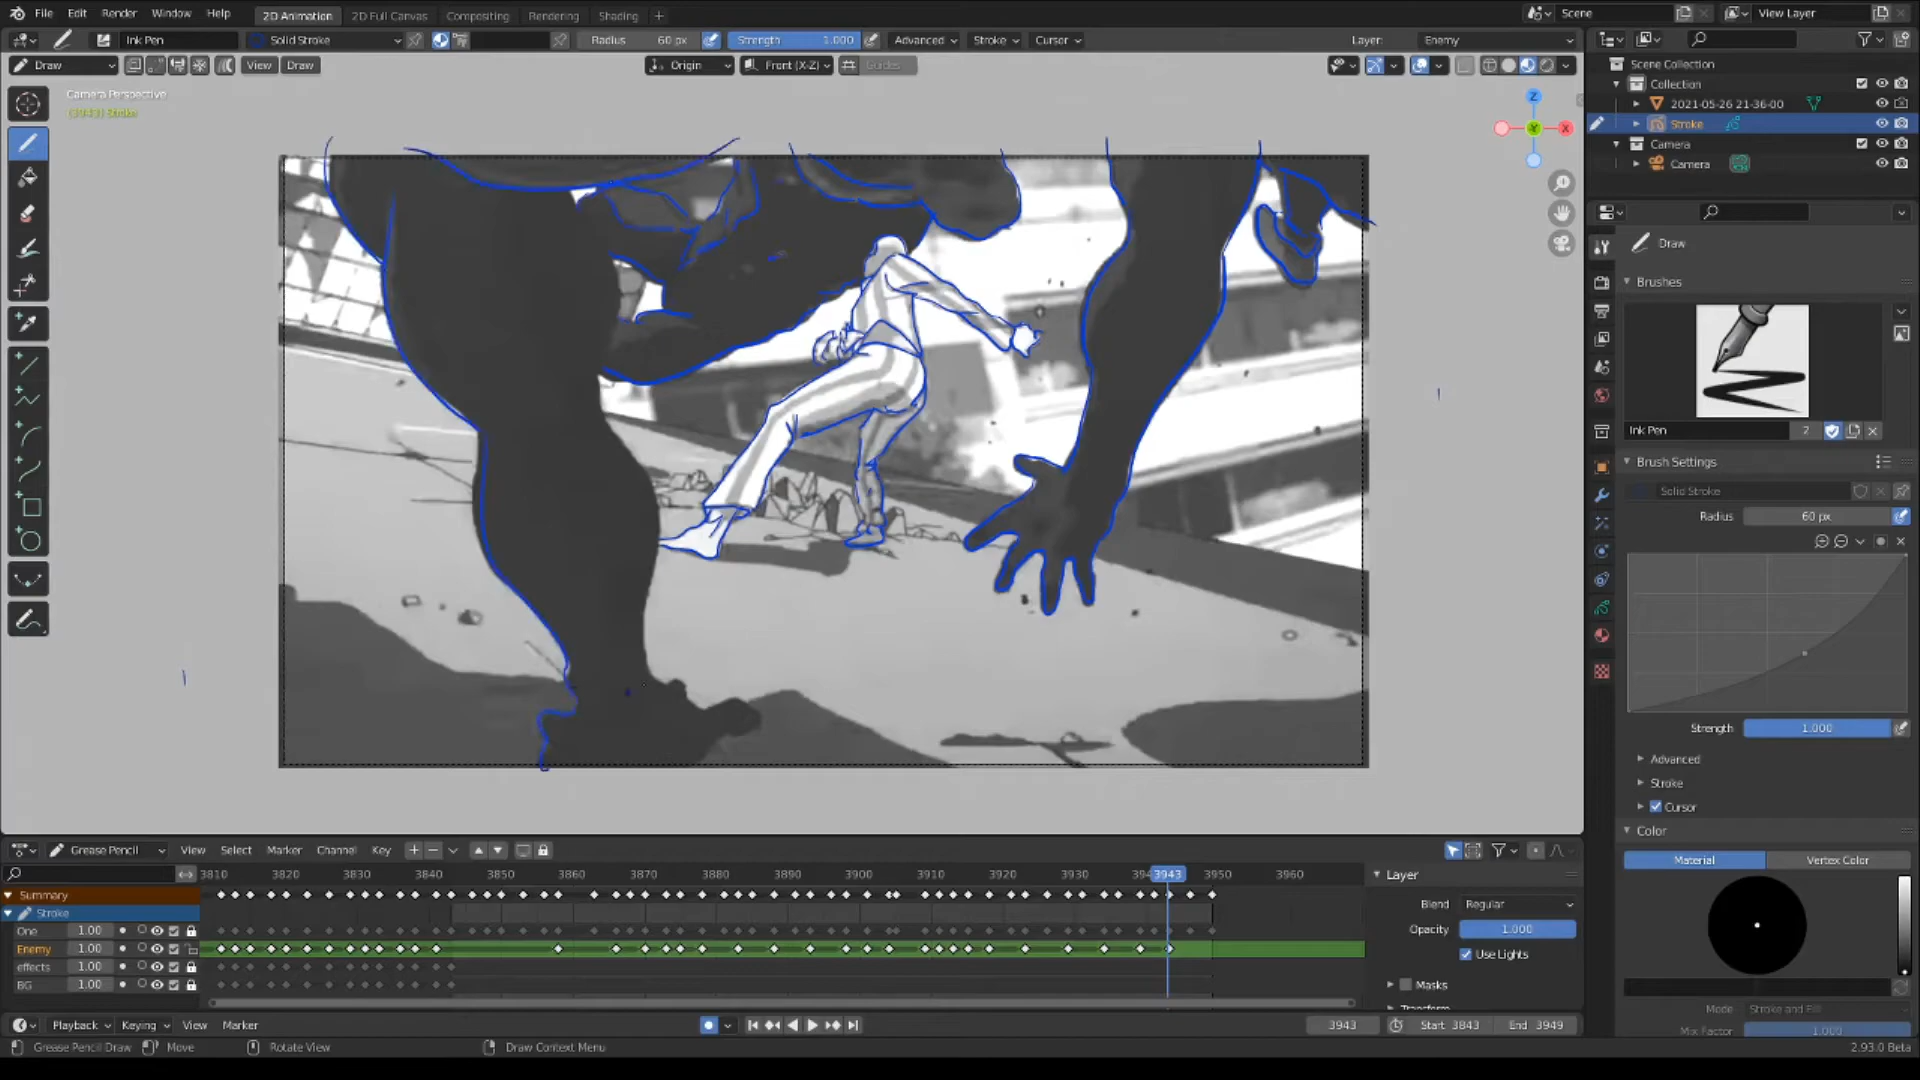 File Edit Render Window Help 2D Animation 2D Full Canvas Compositing Rendering Shading + Scene View Layer
Ink Pen Solid Stroke Radius 60 px Strength 1.000 Advanced Stroke Cursor Layer: Enemy
Draw View Draw Origin Front (X-Z) Guides
Camera Perspective
(3943) Stroke
Z
Y
X
Scene Collection
Collection
2021-05-26 21-36-00
Stroke
Camera
Camera
Draw
Brushes
Ink Pen 2
Brush Settings
Solid Stroke
Radius 60 px
Strength 1.000
Advanced
Stroke
Cursor
Color
Material Vertex Color
Mode Stroke and Fill
Mix Factor 1.000
Grease Pencil View Select Marker Channel Key
3810 3820 3830 3840 3850 3860 3870 3880 3890 3900 3910 3920 3930 3943 3950 3960
Summary
Stroke
One 1.00
Enemy 1.00
effects 1.00
BG 1.00
Layer
Blend Regular
Opacity 1.000
Use Lights
Masks
Playback Keying View Marker 3943 Start 3843 End 3949
Grease Pencil Draw Move Rotate View Draw Context Menu 2.93.0 Beta